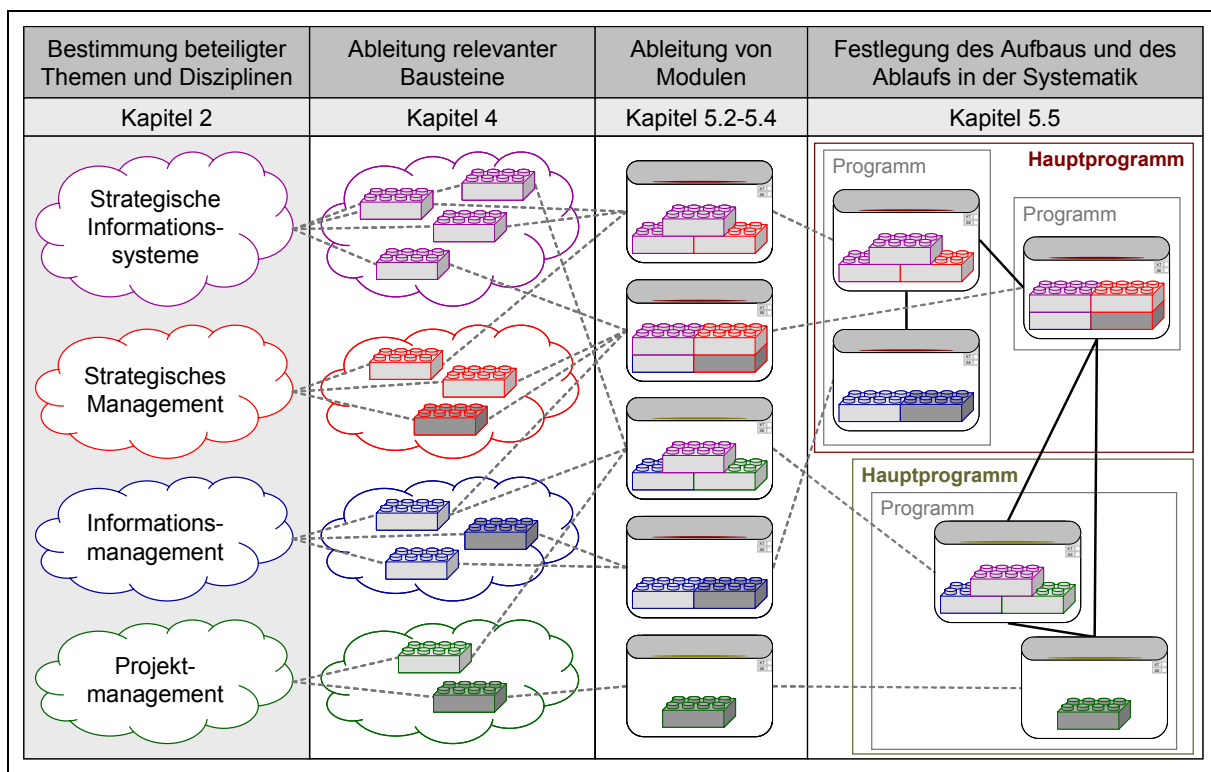 Bestimmung beteiligter
Themen und Disziplinen
Ableitung relevanter
Bausteine
Ableitung von
Modulen
Festlegung des Aufbaus und des
Ablaufs in der Systematik
Kapitel 2
Kapitel 4
Kapitel 5.2-5.4
Kapitel 5.5
Strategische
Informations-
systeme
Strategisches
Management
Informations-
management
Projekt-
management
Hauptprogramm
Programm
Programm
Hauptprogramm
Programm